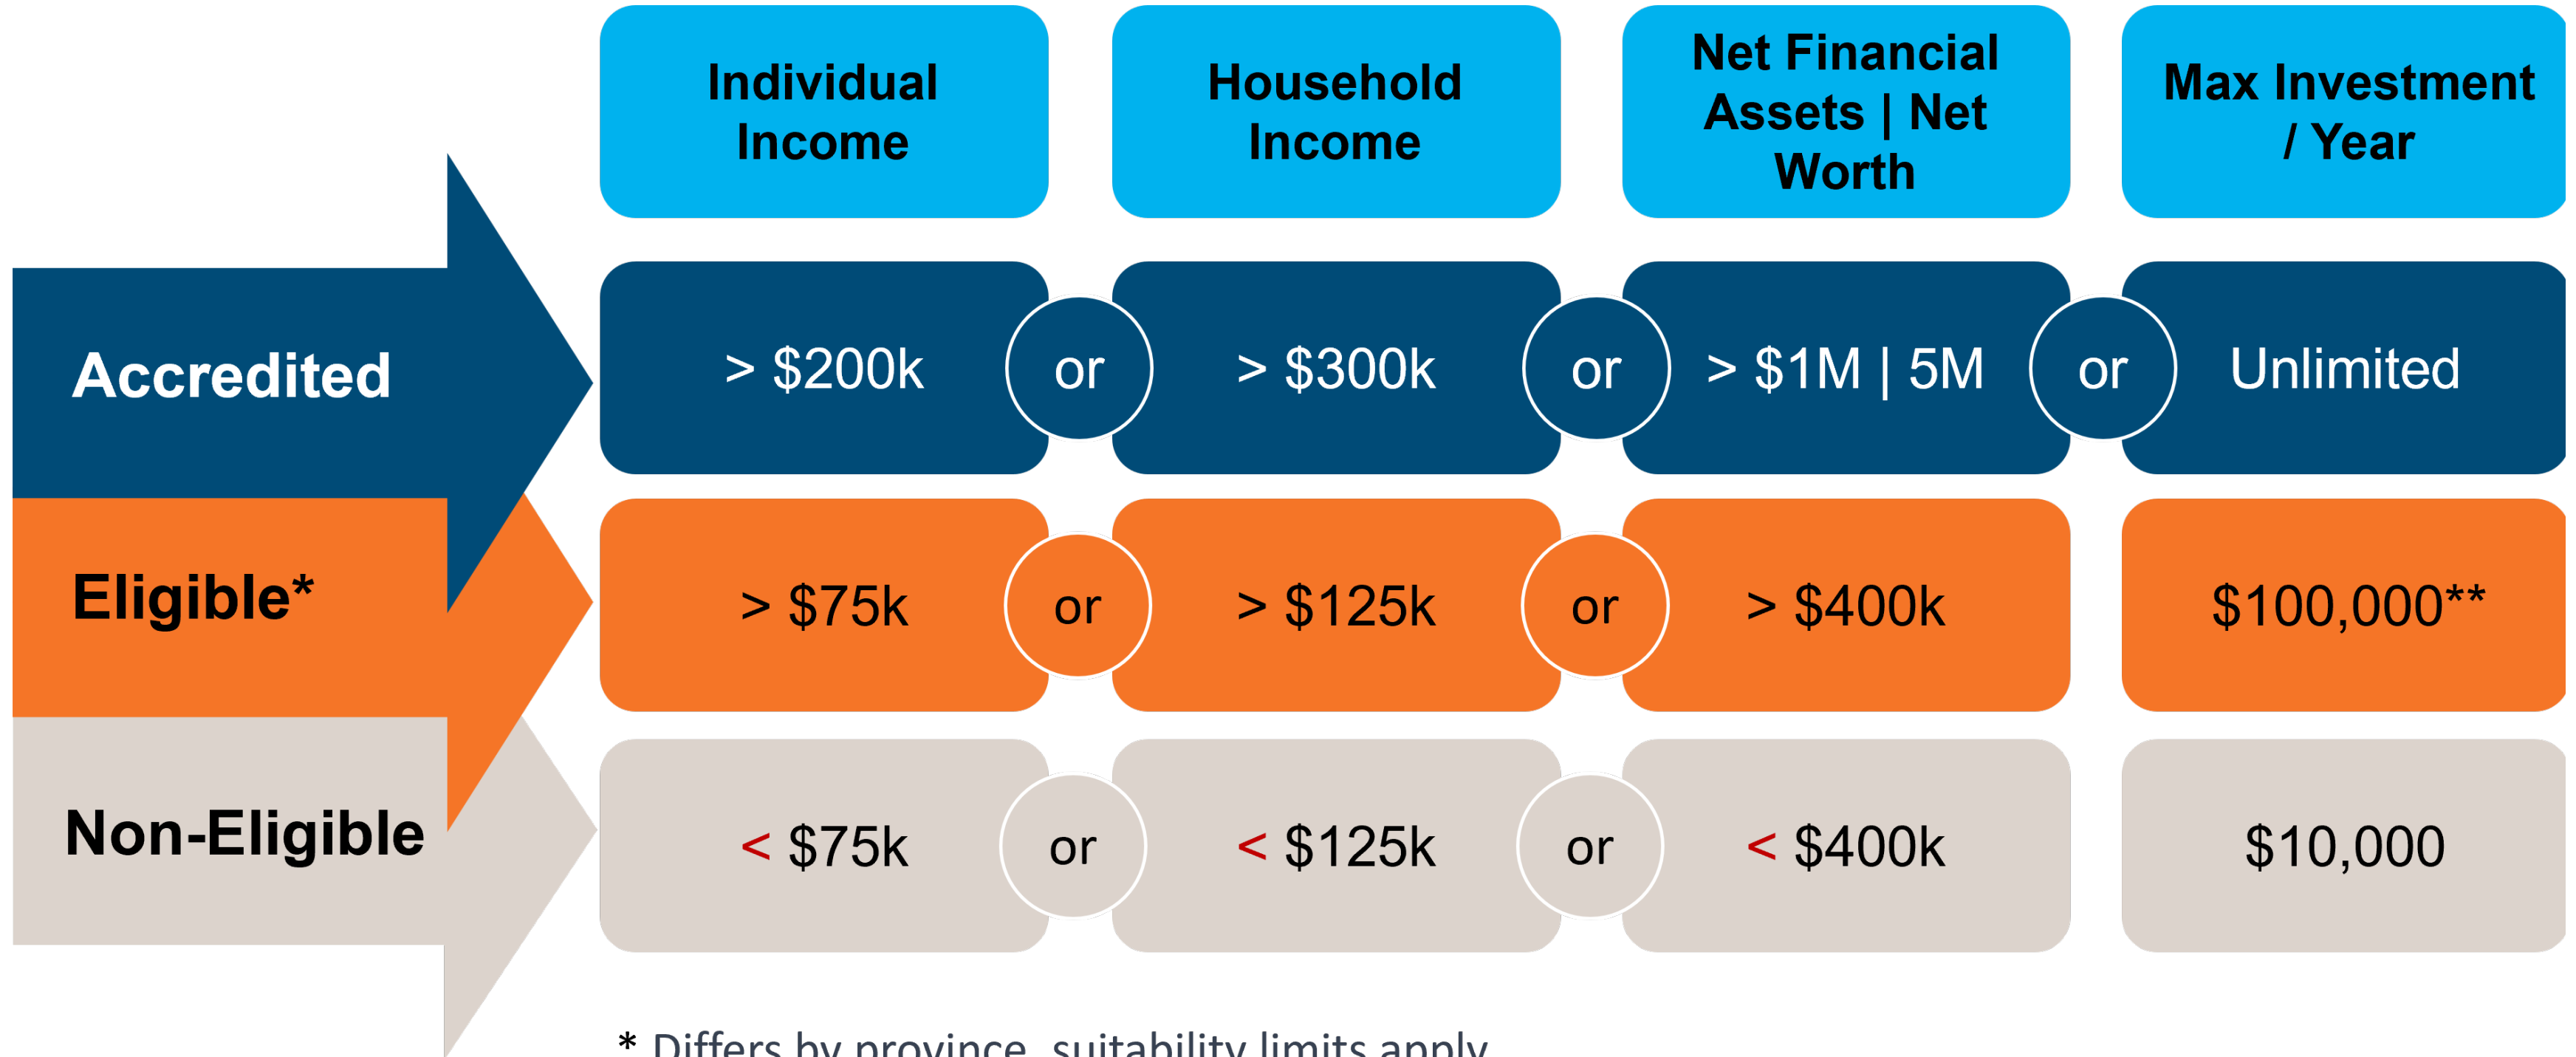 Individual
Income
Household
Income
Net Financial
Assets | Net
Worth
Max Investment
/ Year
Accredited
> $200k
or
> $300k
or
> $1M | 5M
or
Unlimited
Eligible*
> $75k
or
> $125k
or
> $400k
$100,000**
Non-Eligible
< $75k
or
< $125k
or
< $400k
$10,000
* Differs by province, suitability limits apply